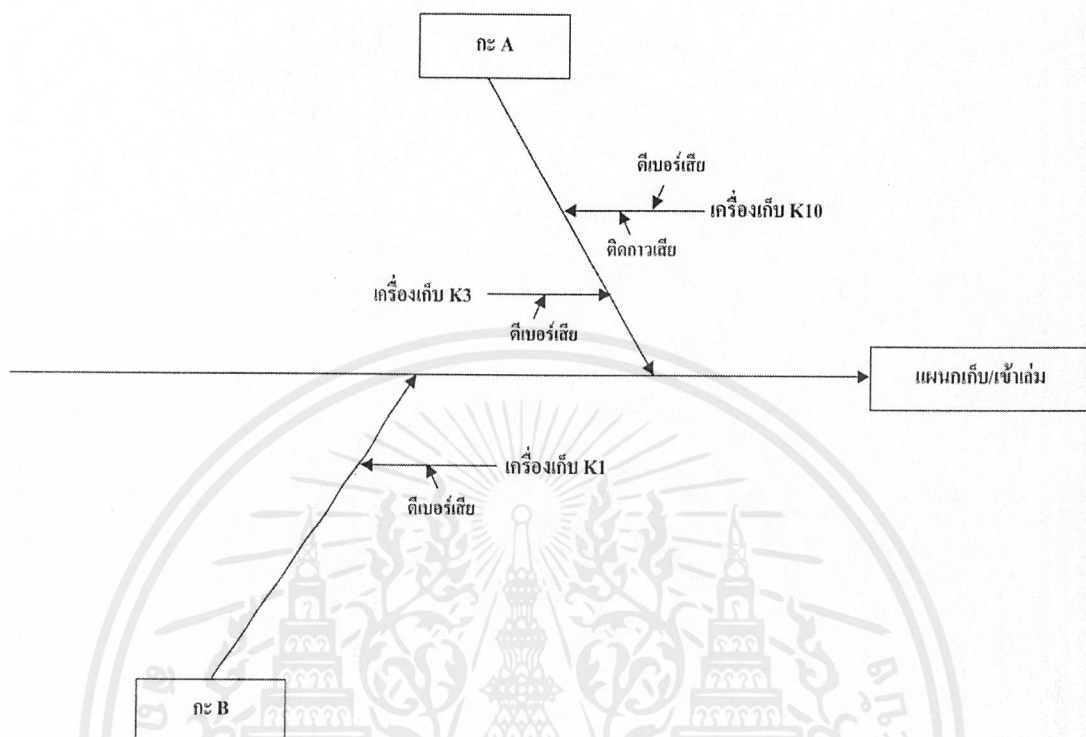 กะ A
ตีเบอร์เสีย
เครื่องเก็บ K10
ติดกาวเสีย
เครื่องเก็บ K3
ตีเบอร์เสีย
แผนกเก็บ/เข้าเล่ม
เครื่องเก็บ K1
ตีเบอร์เสีย
กะ B